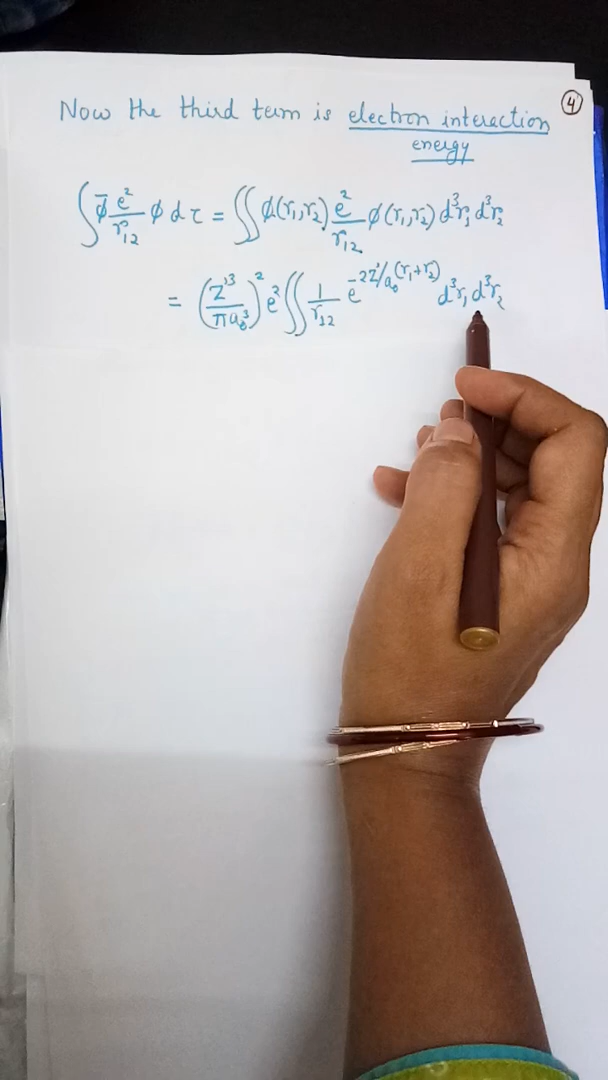 Now the third term is electron interaction ④
energy
∫ φ̄ e²/r₁₂ φ dτ = ∬ φ(r₁,r₂) e²/r₁₂ φ(r₁,r₂) d³r₁ d³r₂
= (Z'³/πa₀³)² e² ∬ 1/r₁₂ e^(-2Z'/a₀ (r₁+r₂)) d³r₁ d³r₂